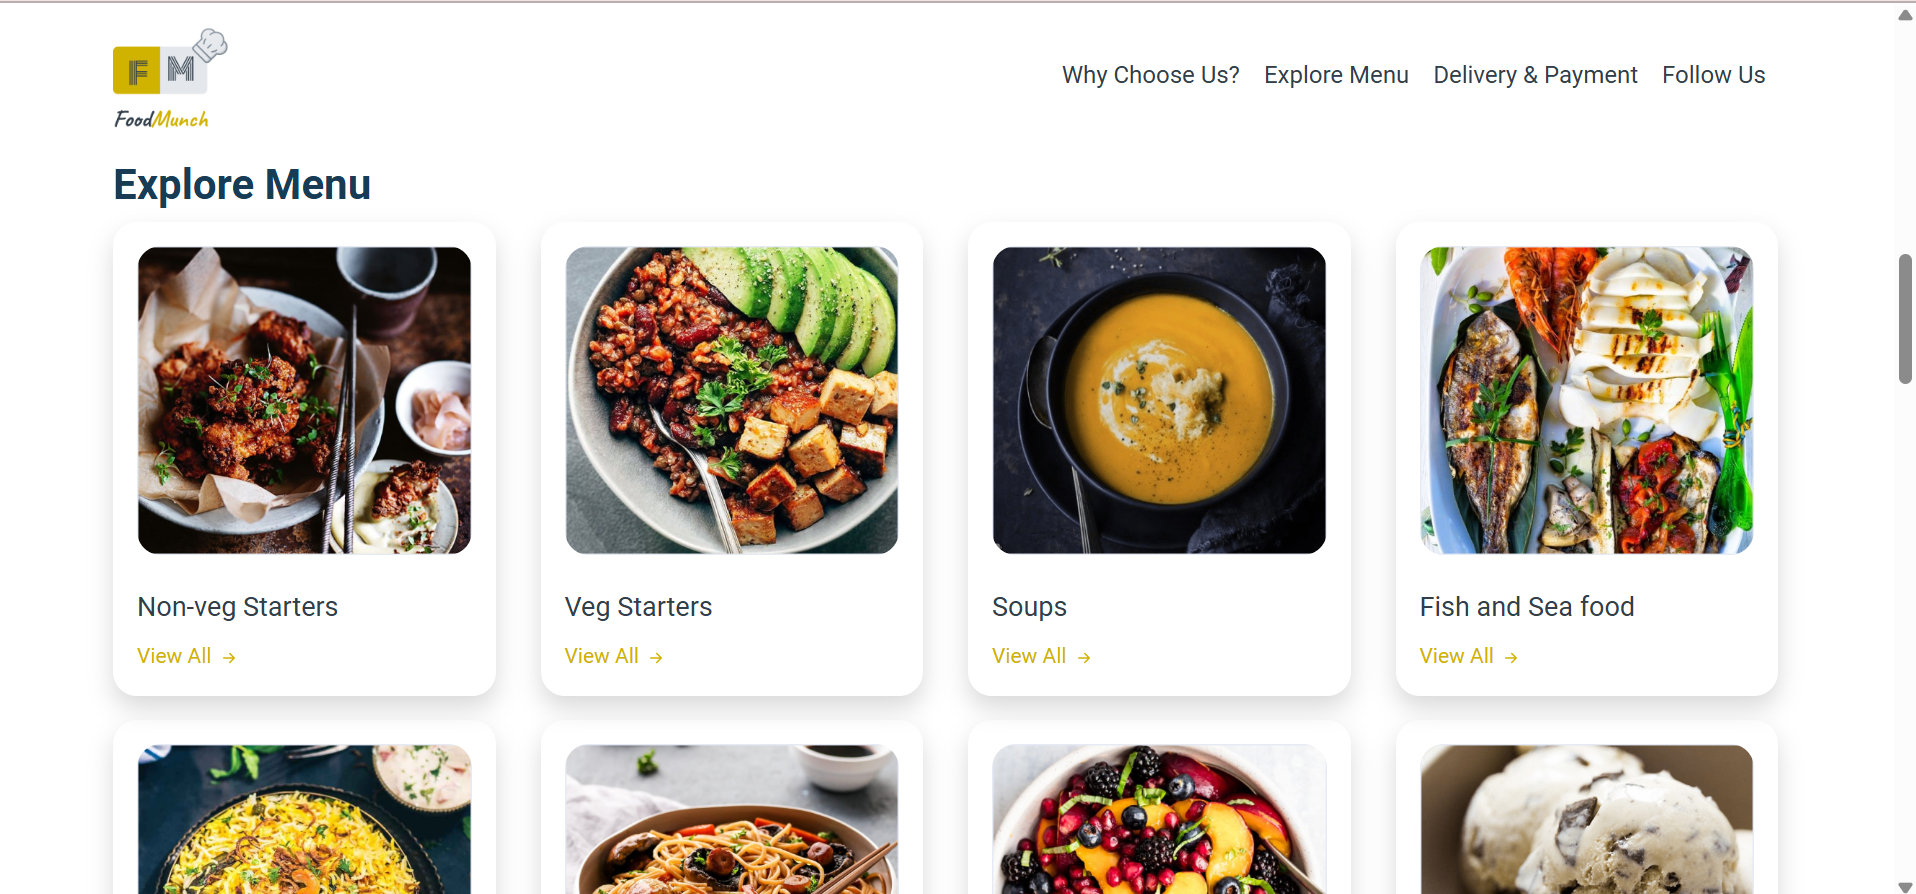 F M
FoodMunch
Why Choose Us? Explore Menu Delivery & Payment Follow Us
Explore Menu
Non-veg Starters
View All →
Veg Starters
View All →
Soups
View All →
Fish and Sea food
View All →